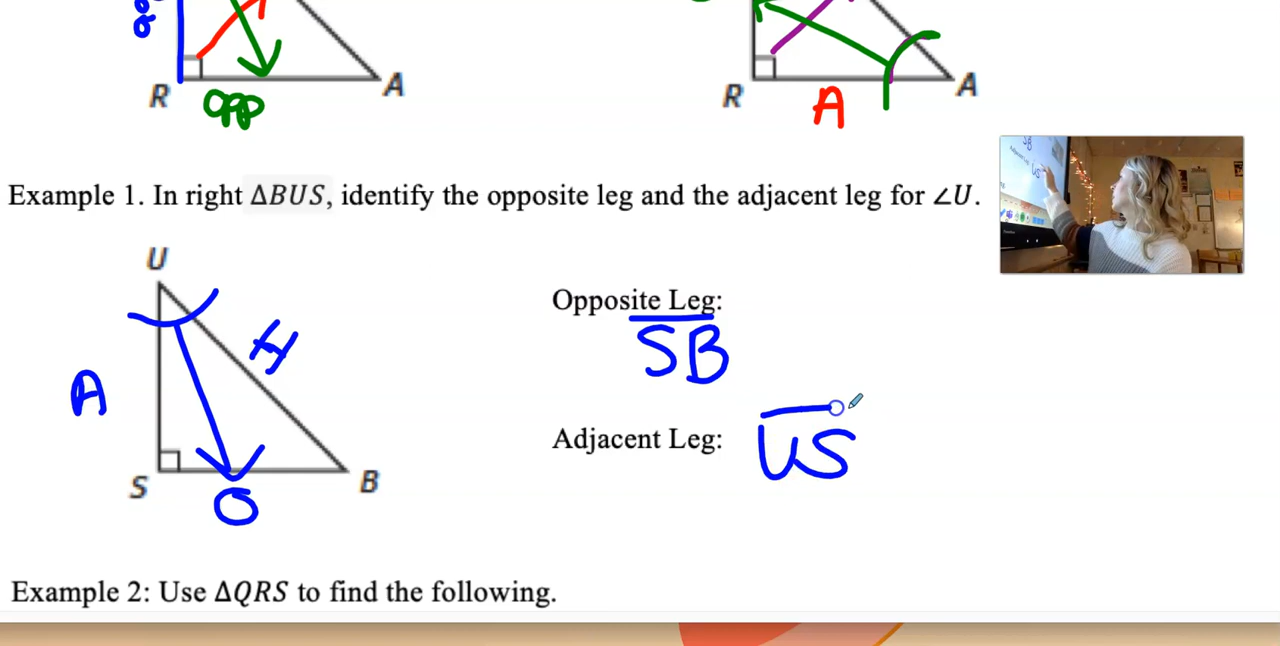 opp
R
A
R
A
A
Example 1. In right ΔBUS, identify the opposite leg and the adjacent leg for ∠U.
U
H
A
S
B
O
Opposite Leg:
SB
Adjacent Leg:
US
Example 2: Use ΔQRS to find the following.